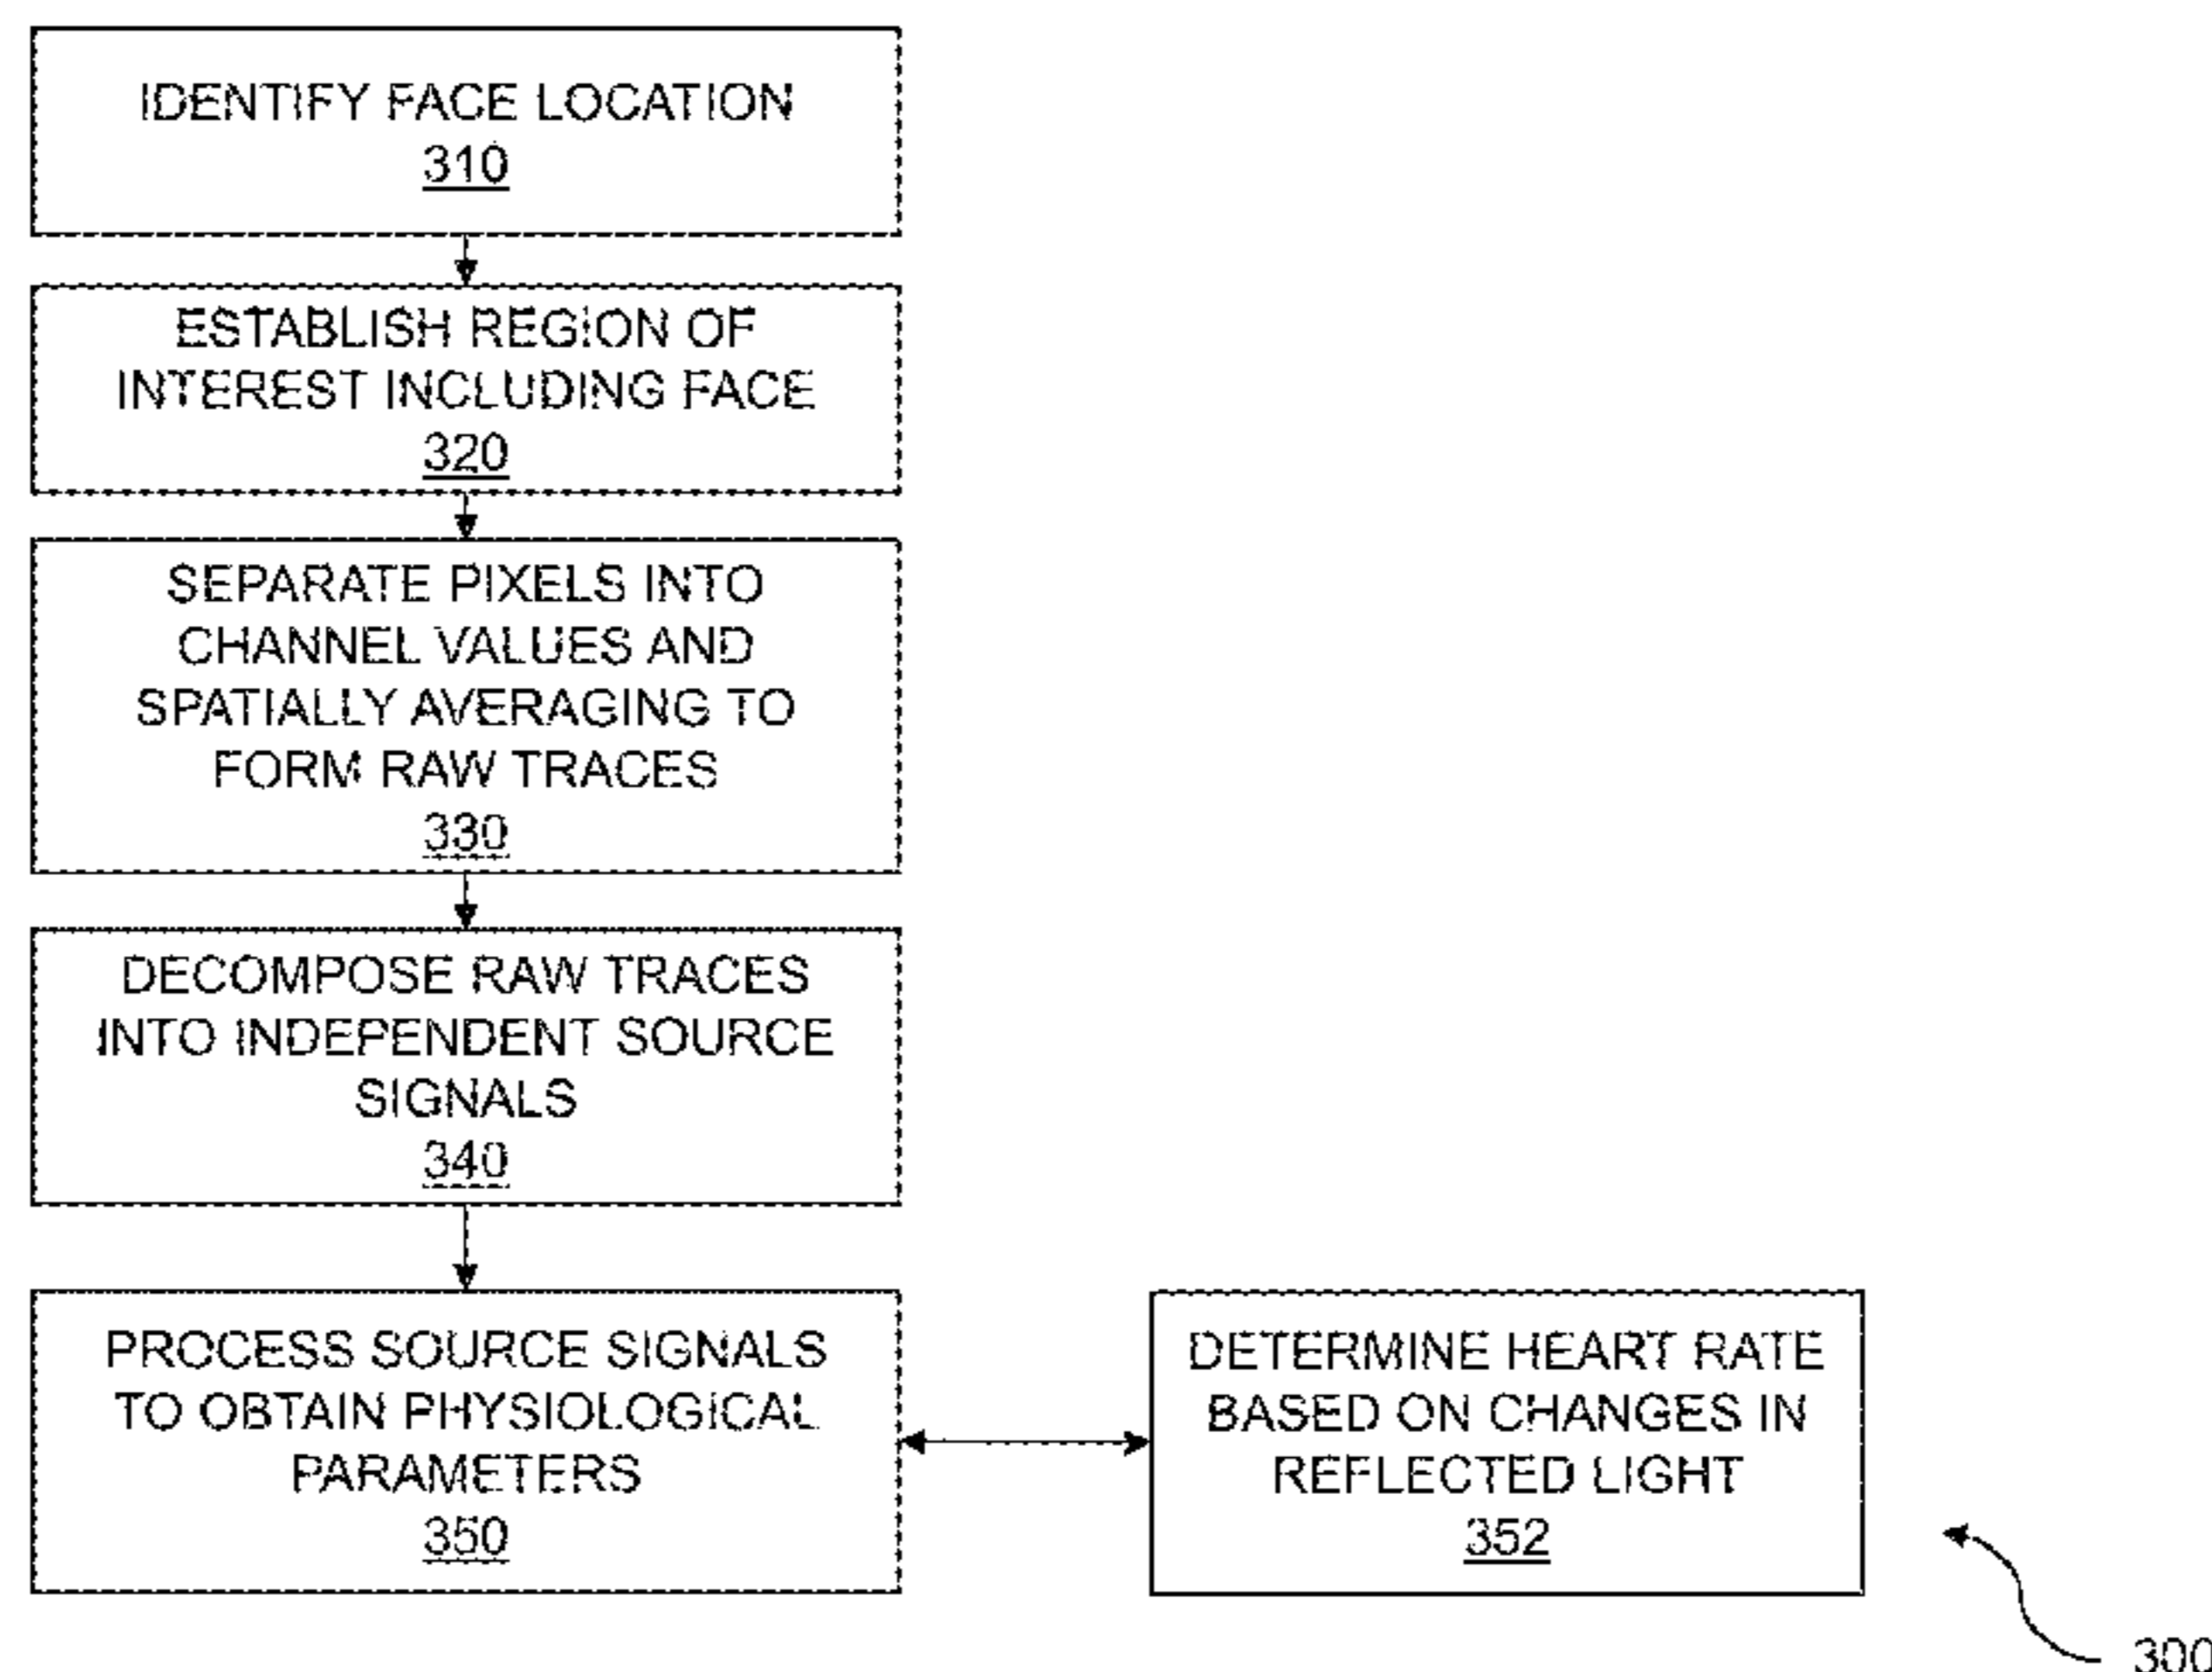 IDENTIFY FACE LOCATION
310
ESTABLISH REGION OF
INTEREST INCLUDING FACE
320
SEPARATE PIXELS INTO
CHANNEL VALUES AND
SPATIALLY AVERAGING TO
FORM RAW TRACES
330
DECOMPOSE RAW TRACES
INTO INDEPENDENT SOURCE
SIGNALS
340
PROCESS SOURCE SIGNALS
TO OBTAIN PHYSIOLOGICAL
PARAMETERS
350
DETERMINE HEART RATE
BASED ON CHANGES IN
REFLECTED LIGHT
352
300